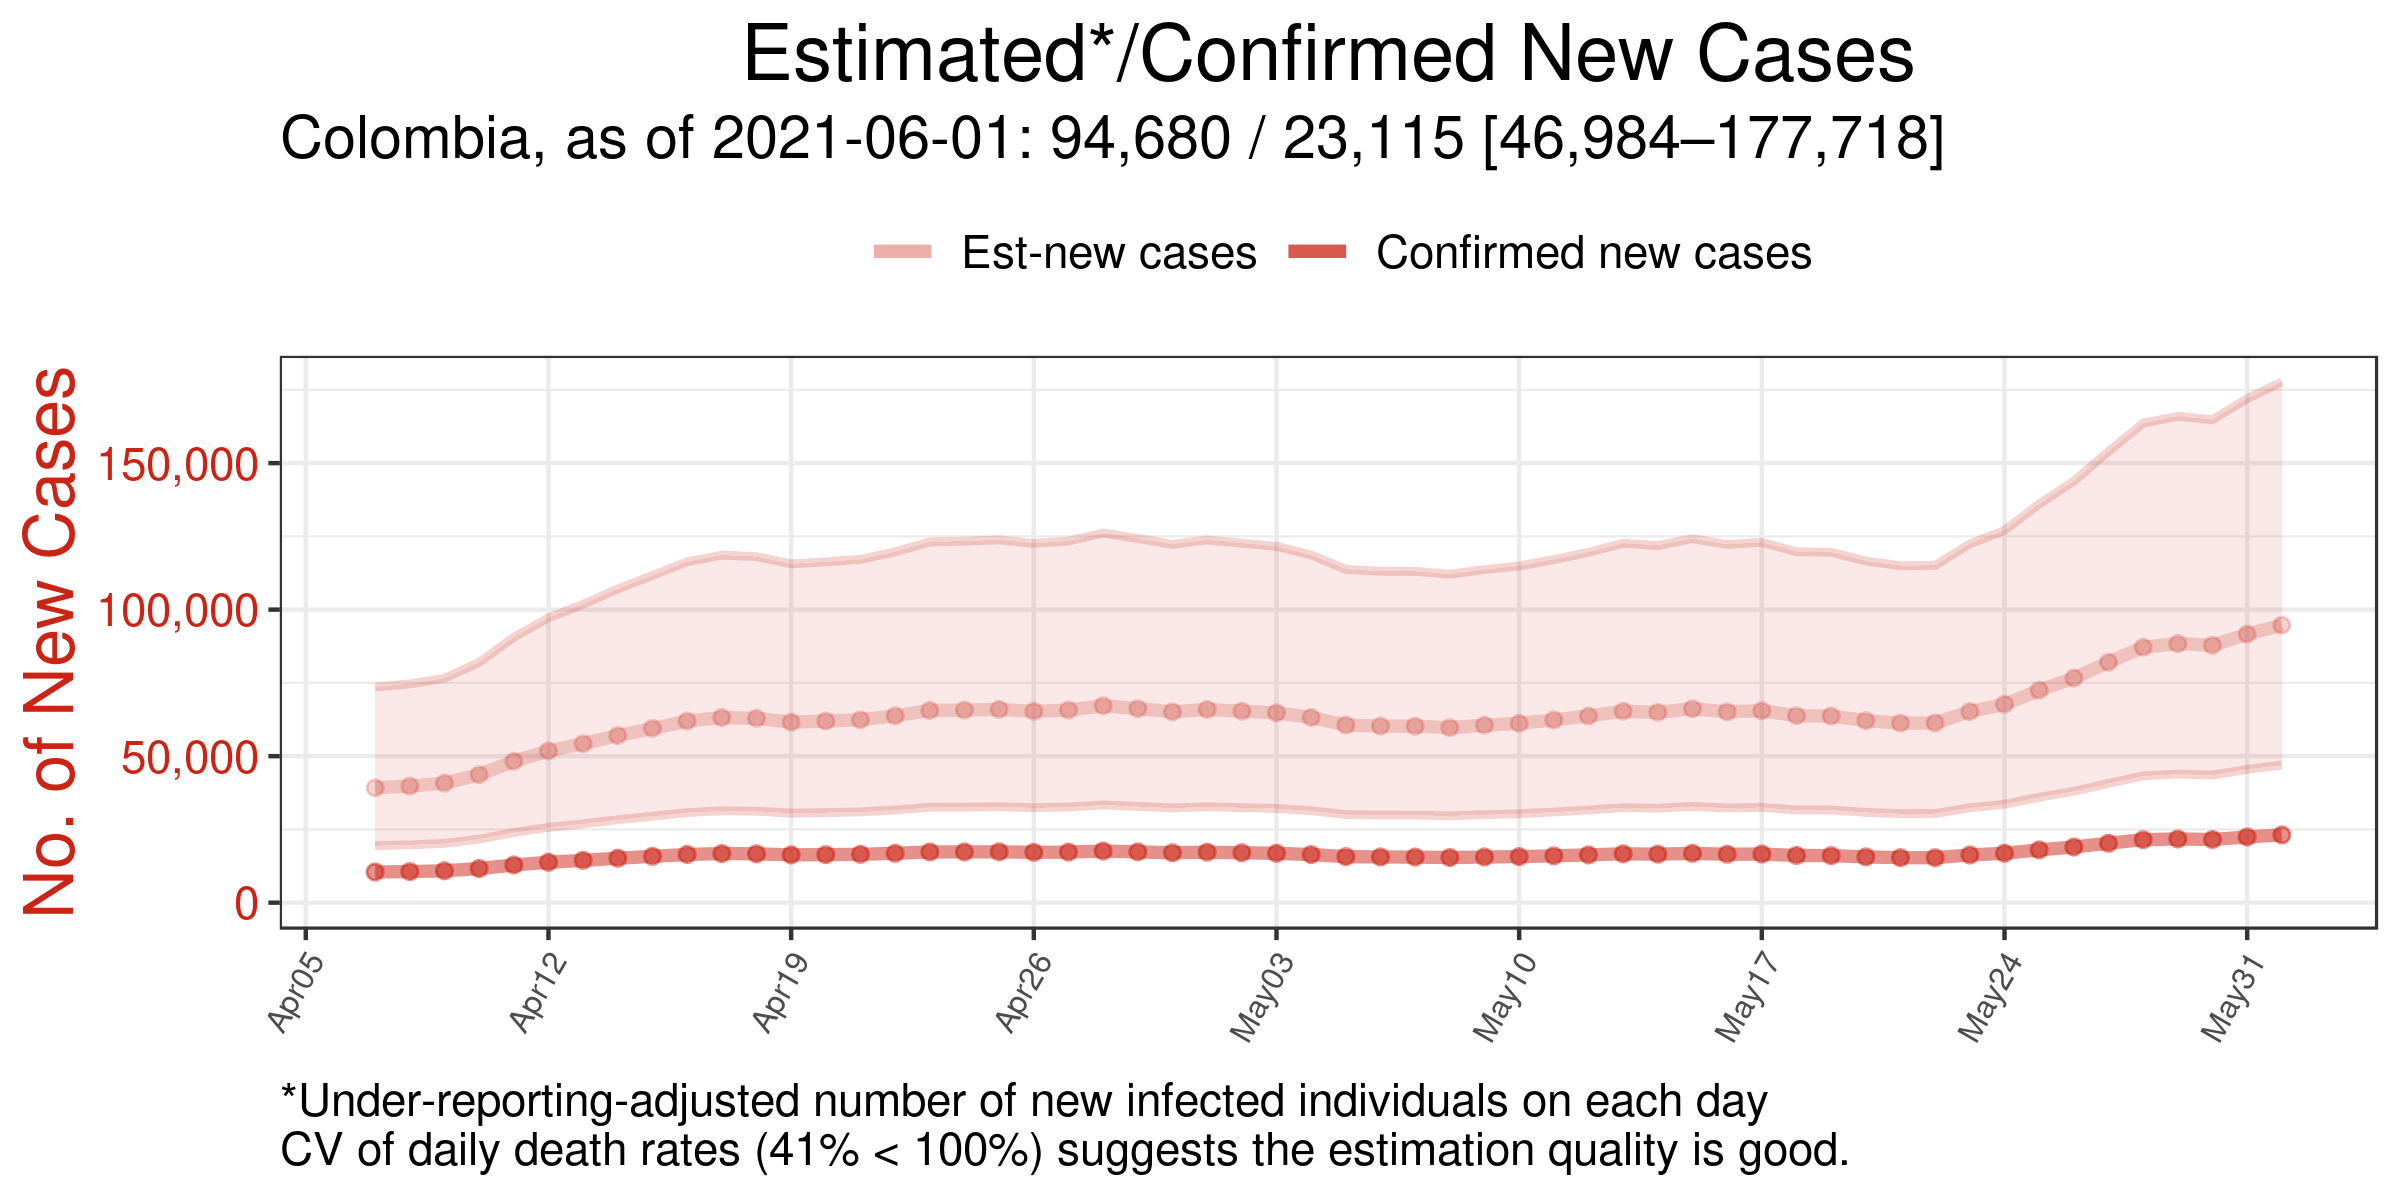 Estimated*/Confirmed New Cases
Colombia, as of 2021-06-01: 94,680 / 23,115 [46,984–177,718]
Est-new cases
Confirmed new cases
No. of New Cases
150,000
100,000
50,000
0
Apr05
Apr12
Apr19
Apr26
May03
May10
May17
May24
May31
*Under-reporting-adjusted number of new infected individuals on each day
CV of daily death rates (41% < 100%) suggests the estimation quality is good.